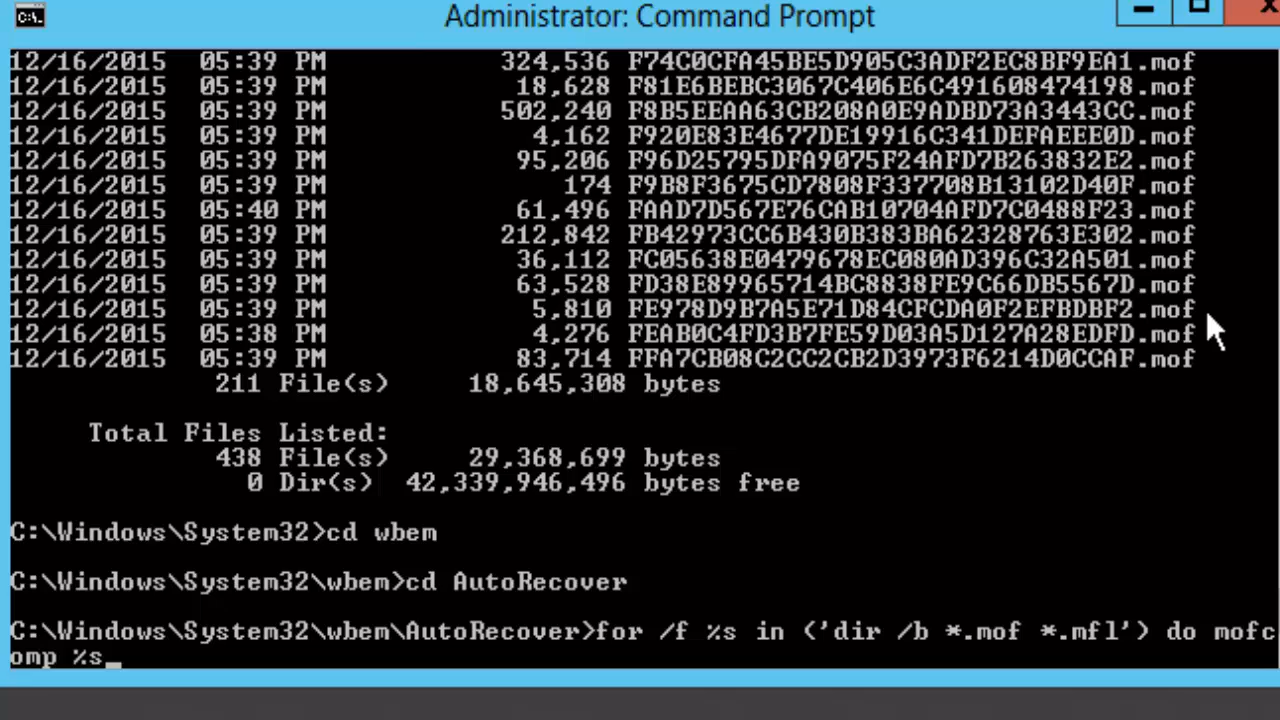 Administrator: Command Prompt
12/16/2015 05:39 PM 324,536 F74C0CFA45BE5D905C3ADF2EC8BF9EA1.mof
12/16/2015 05:39 PM 18,628 F81E6BEBC3067C406E6C491608474198.mof
12/16/2015 05:39 PM 502,240 F8B5EEAA63CB208A0E9ADBD73A3443CC.mof
12/16/2015 05:39 PM 4,162 F920E83E4677DE19916C341DEFAEEE0D.mof
12/16/2015 05:39 PM 95,206 F96D25795DFA9075F24AFD7B263832E2.mof
12/16/2015 05:39 PM 174 F9B8F3675CD7808F337708B13102D40F.mof
12/16/2015 05:40 PM 61,496 FAAD7D567E76CAB10704AFD7C0488F23.mof
12/16/2015 05:39 PM 212,842 FB42973CC6B430B383BA62328763E302.mof
12/16/2015 05:39 PM 36,112 FC05638E0479678EC080AD396C32A501.mof
12/16/2015 05:39 PM 63,528 FD38E89965714BC8838FE9C66DB5567D.mof
12/16/2015 05:39 PM 5,810 FE978D9B7A5E71D84CFCDA0F2EFBDBF2.mof
12/16/2015 05:38 PM 4,276 FEAB0C4FD3B7FE59D03A5D127A28EDFD.mof
12/16/2015 05:39 PM 83,714 FFA7CB08C2CC2CB2D3973F6214D0CCAF.mof
211 File(s) 18,645,308 bytes
Total Files Listed:
438 File(s) 29,368,699 bytes
0 Dir(s) 42,339,946,496 bytes free
C:\Windows\System32>cd wbem
C:\Windows\System32\wbem>cd AutoRecover
C:\Windows\System32\wbem\AutoRecover>for /f %s in ('dir /b *.mof *.mfl') do mofc
omp %s_